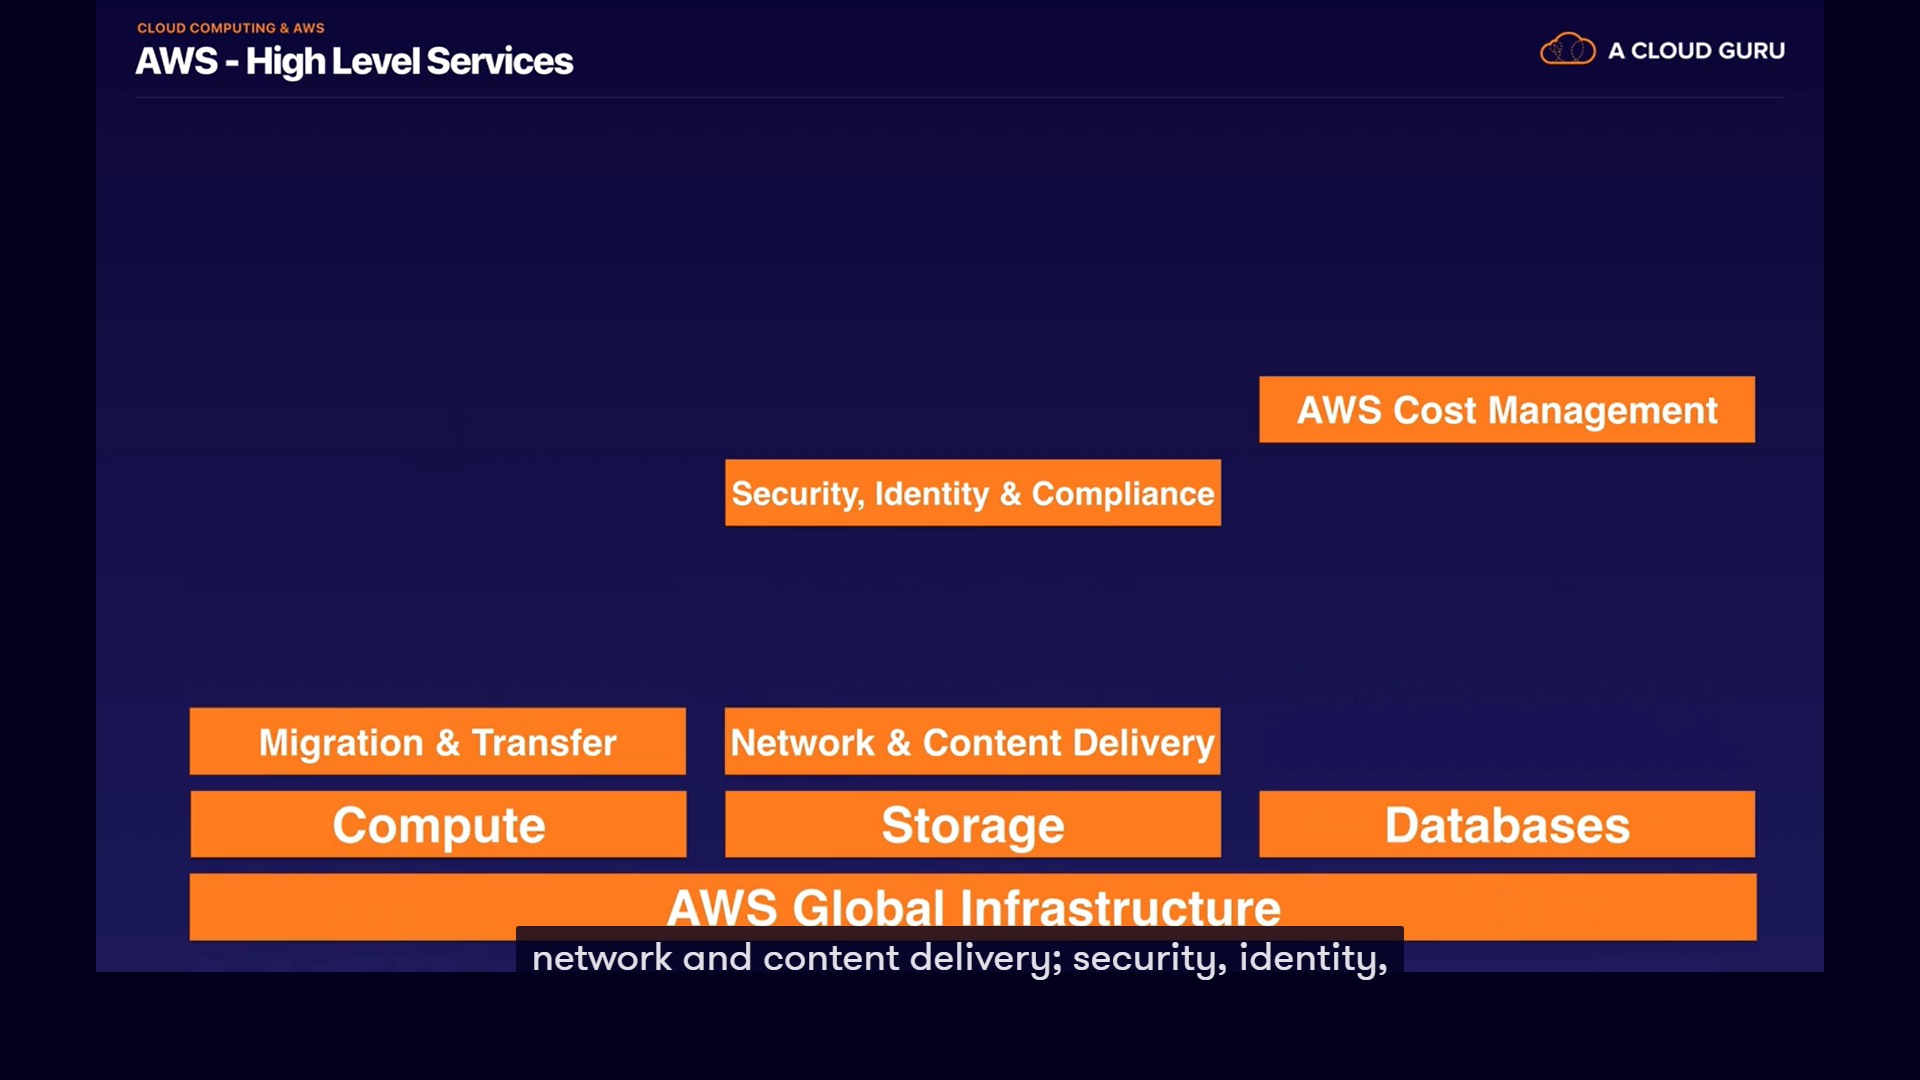 CLOUD COMPUTING & AWS
AWS - High Level Services
A CLOUD GURU
AWS Cost Management
Security, Identity & Compliance
Migration & Transfer
Network & Content Delivery
Compute
Storage
Databases
AWS Global Infrastructure
network and content delivery; security, identity,